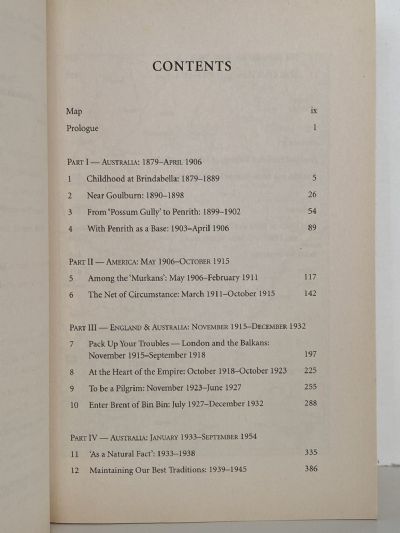 CONTENTS
Map ix
Prologue 1
PART I — AUSTRALIA: 1879–APRIL 1906
1 Childhood at Brindabella: 1879–1889 5
2 Near Goulburn: 1890–1898 26
3 From 'Possum Gully' to Penrith: 1899–1902 54
4 With Penrith as a Base: 1903–April 1906 89
PART II — AMERICA: MAY 1906–OCTOBER 1915
5 Among the 'Murkans': May 1906–February 1911 117
6 The Net of Circumstance: March 1911–October 1915 142
PART III — ENGLAND & AUSTRALIA: NOVEMBER 1915–DECEMBER 1932
7 Pack Up Your Troubles — London and the Balkans:
November 1915–September 1918 197
8 At the Heart of the Empire: October 1918–October 1923 225
9 To be a Pilgrim: November 1923–June 1927 255
10 Enter Brent of Bin Bin: July 1927–December 1932 288
PART IV — AUSTRALIA: JANUARY 1933–SEPTEMBER 1954
11 'As a Natural Fact': 1933–1938 335
12 Maintaining Our Best Traditions: 1939–1945 386